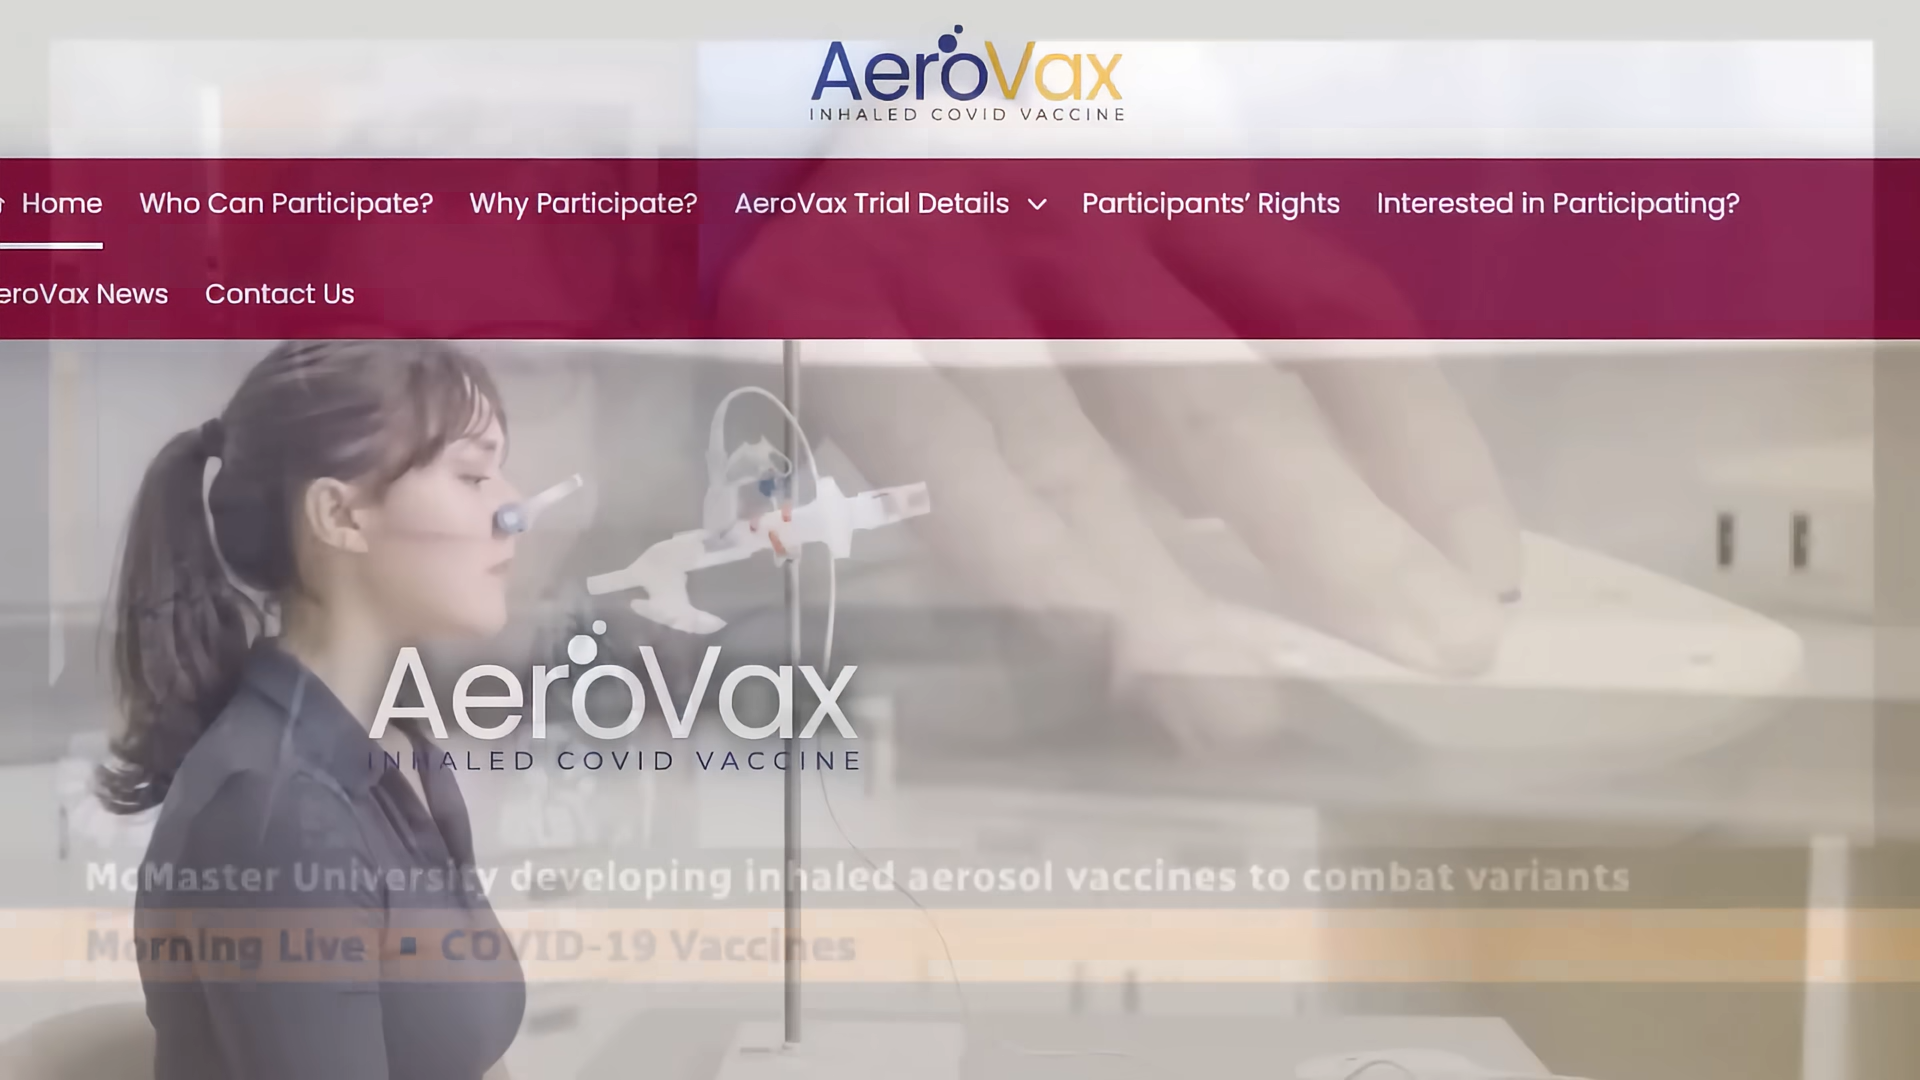 AeroVax
INHALED COVID VACCINE
Home Who Can Participate? Why Participate? AeroVax Trial Details Participants’ Rights Interested in Participating?
eroVax News Contact Us
AeroVax
INHALED COVID VACCINE
McMaster University developing inhaled aerosol vaccines to combat variants
Morning Live ▪ COVID-19 Vaccines